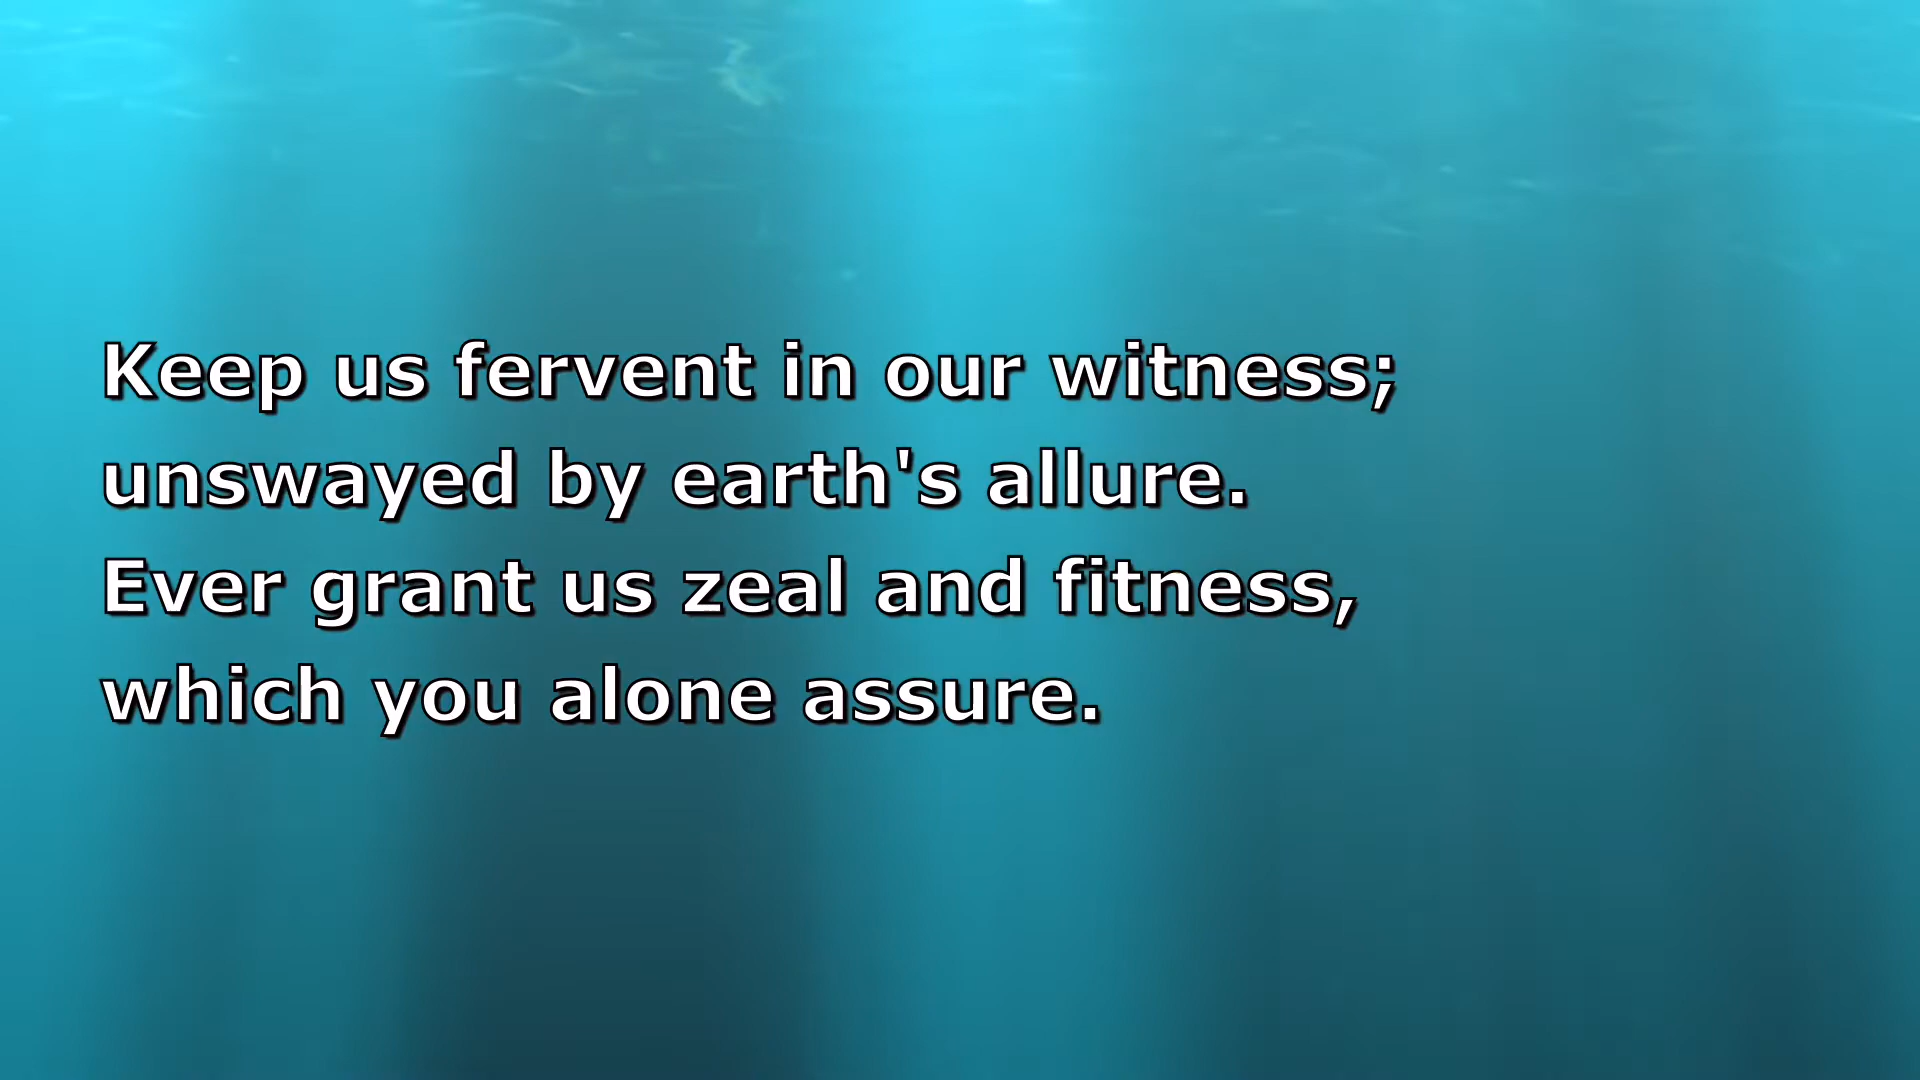 Keep us fervent in our witness;
unswayed by earth's allure.
Ever grant us zeal and fitness,
which you alone assure.